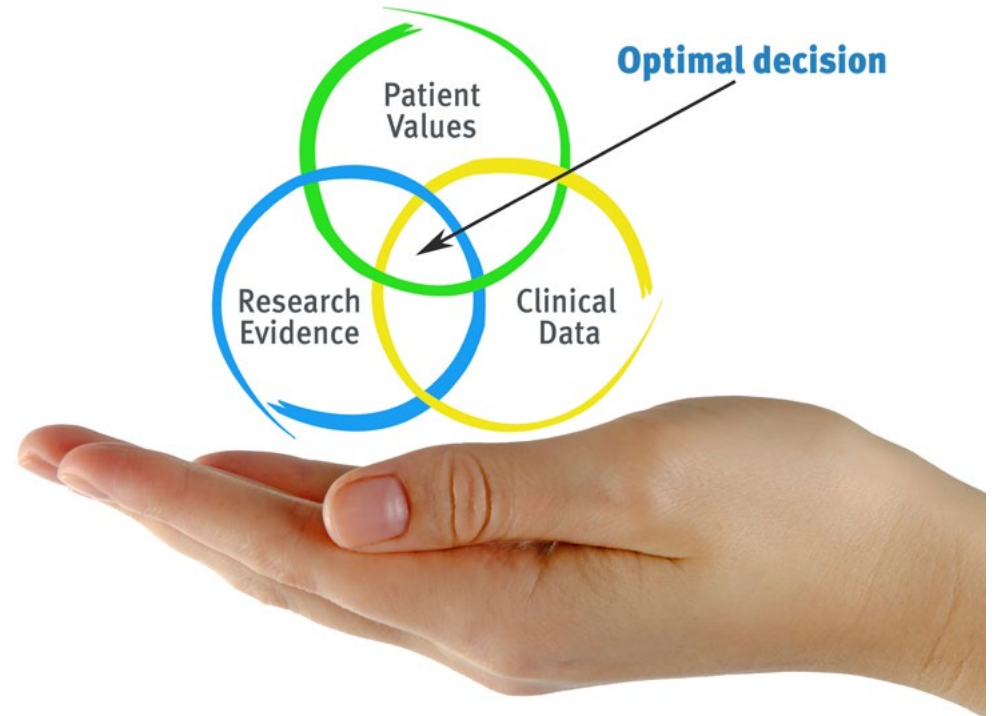 Optimal decision
Patient
Values
Research
Evidence
Clinical
Data